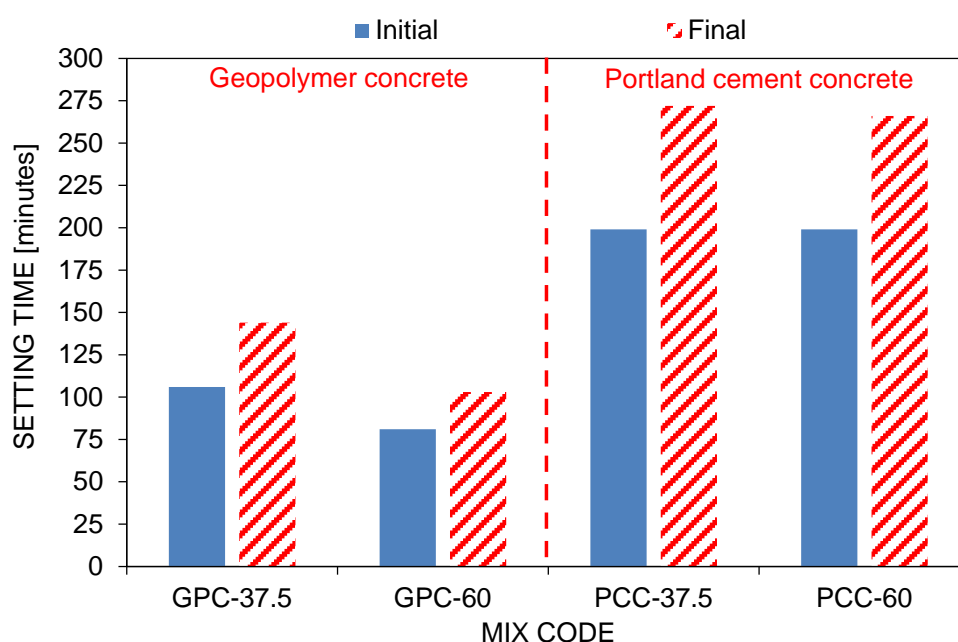 Initial Final
Geopolymer concrete Portland cement concrete
SETTING TIME [minutes]
300
275
250
225
200
175
150
125
100
75
50
25
0
GPC-37.5 GPC-60 PCC-37.5 PCC-60
MIX CODE